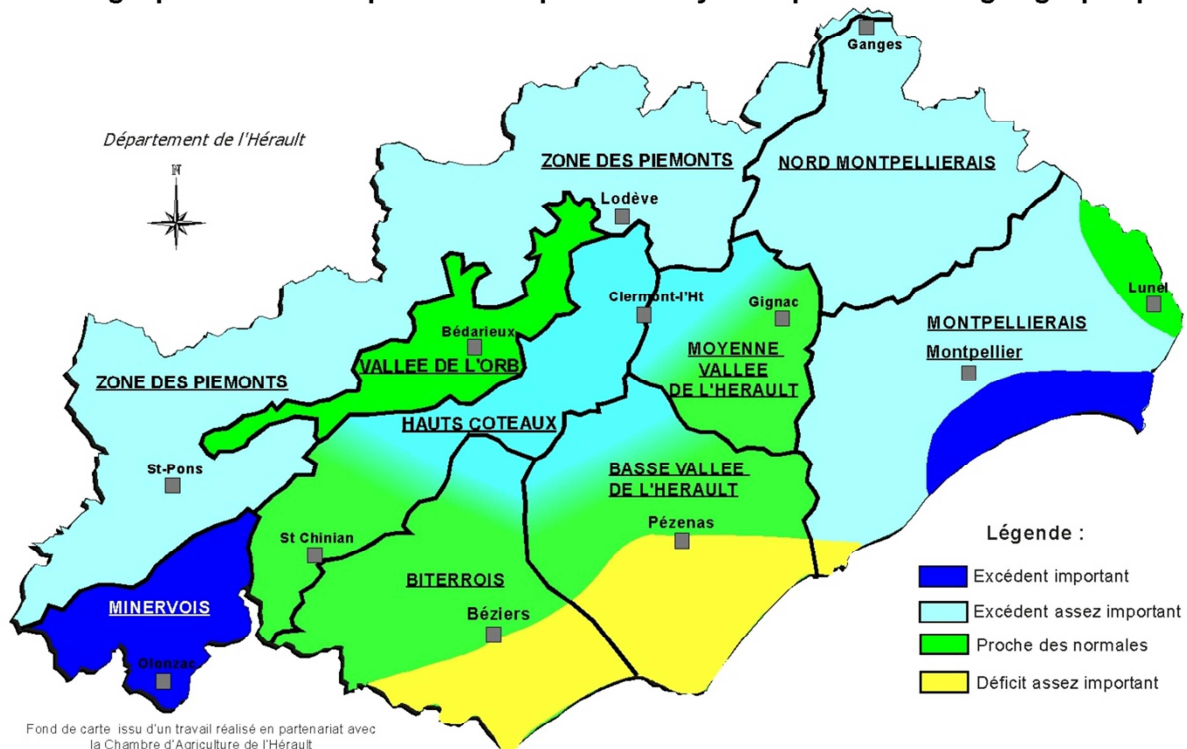 Département de l'Hérault
N
Ganges
ZONE DES PIEMONTS
NORD MONTPELLIERAIS
Lodève
Clermont-l'Ht
Gignac
Lunel
Bédarieux
VALLEE DE L'ORB
MONTPELLIERAIS
Montpellier
MOYENNE
VALLEE
DE L'HERAULT
ZONE DES PIEMONTS
HAUTS COTEAUX
St-Pons
BASSE VALLEE
DE L'HERAULT
Pézenas
St Chinian
BITERROIS
Béziers
MINERVOIS
Olonzac
Légende :
Excédent important
Excédent assez important
Proche des normales
Déficit assez important
Fond de carte issu d'un travail réalisé en partenariat avec
la Chambre d'Agriculture de l'Hérault